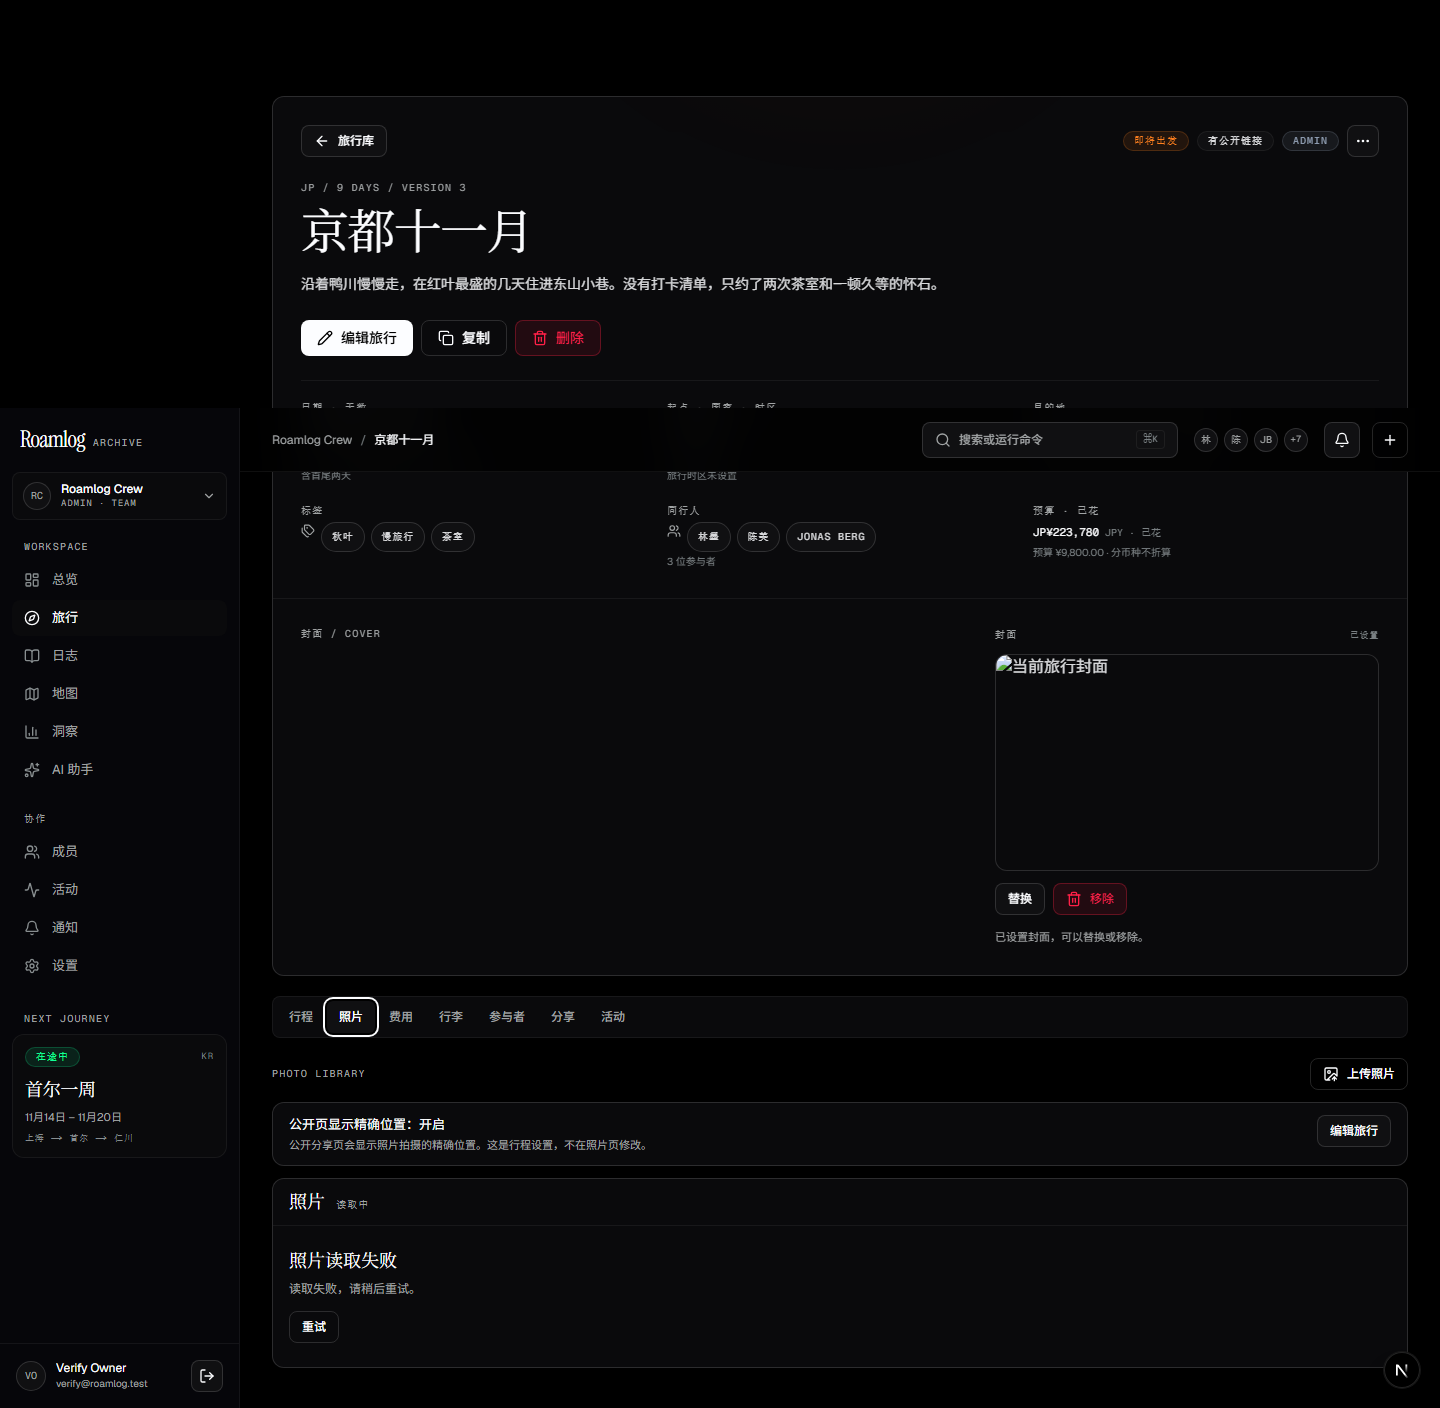 旅行库
即将出发
有公开链接
ADMIN
JP / 9 DAYS / VERSION 3
京都十一月
沿着鸭川慢慢走，在红叶最盛的几天住进东山小巷。没有打卡清单，只约了两次茶室和一顿久等的怀石。
编辑旅行
复制
删除
日期 · 天数
起点 · 国家 · 时区
目的地
Roamlog ARCHIVE
Roamlog Crew / 京都十一月
搜索或运行命令
⌘K
林
陈
JB
+7
RC
Roamlog Crew
ADMIN · TEAM
含首尾两天
旅行时区未设置
标签
秋叶
慢旅行
茶室
同行人
林墨
陈芙
JONAS BERG
3 位参与者
预算 · 已花
JP¥223,780 JPY · 已花
预算 ¥9,800.00 · 分币种不折算
WORKSPACE
总览
旅行
日志
地图
洞察
AI 助手
协作
成员
活动
通知
设置
NEXT JOURNEY
在途中
KR
首尔一周
11月14日 – 11月20日
上海 → 首尔 → 仁川
VO
Verify Owner
verify@roamlog.test
封面 / COVER
封面
已设置
当前旅行封面
替换
移除
已设置封面，可以替换或移除。
行程
照片
费用
行李
参与者
分享
活动
PHOTO LIBRARY
上传照片
公开页显示精确位置：开启
公开分享页会显示照片拍摄的精确位置。这是行程设置，不在照片页修改。
编辑旅行
照片 读取中
照片读取失败
读取失败，请稍后重试。
重试
N